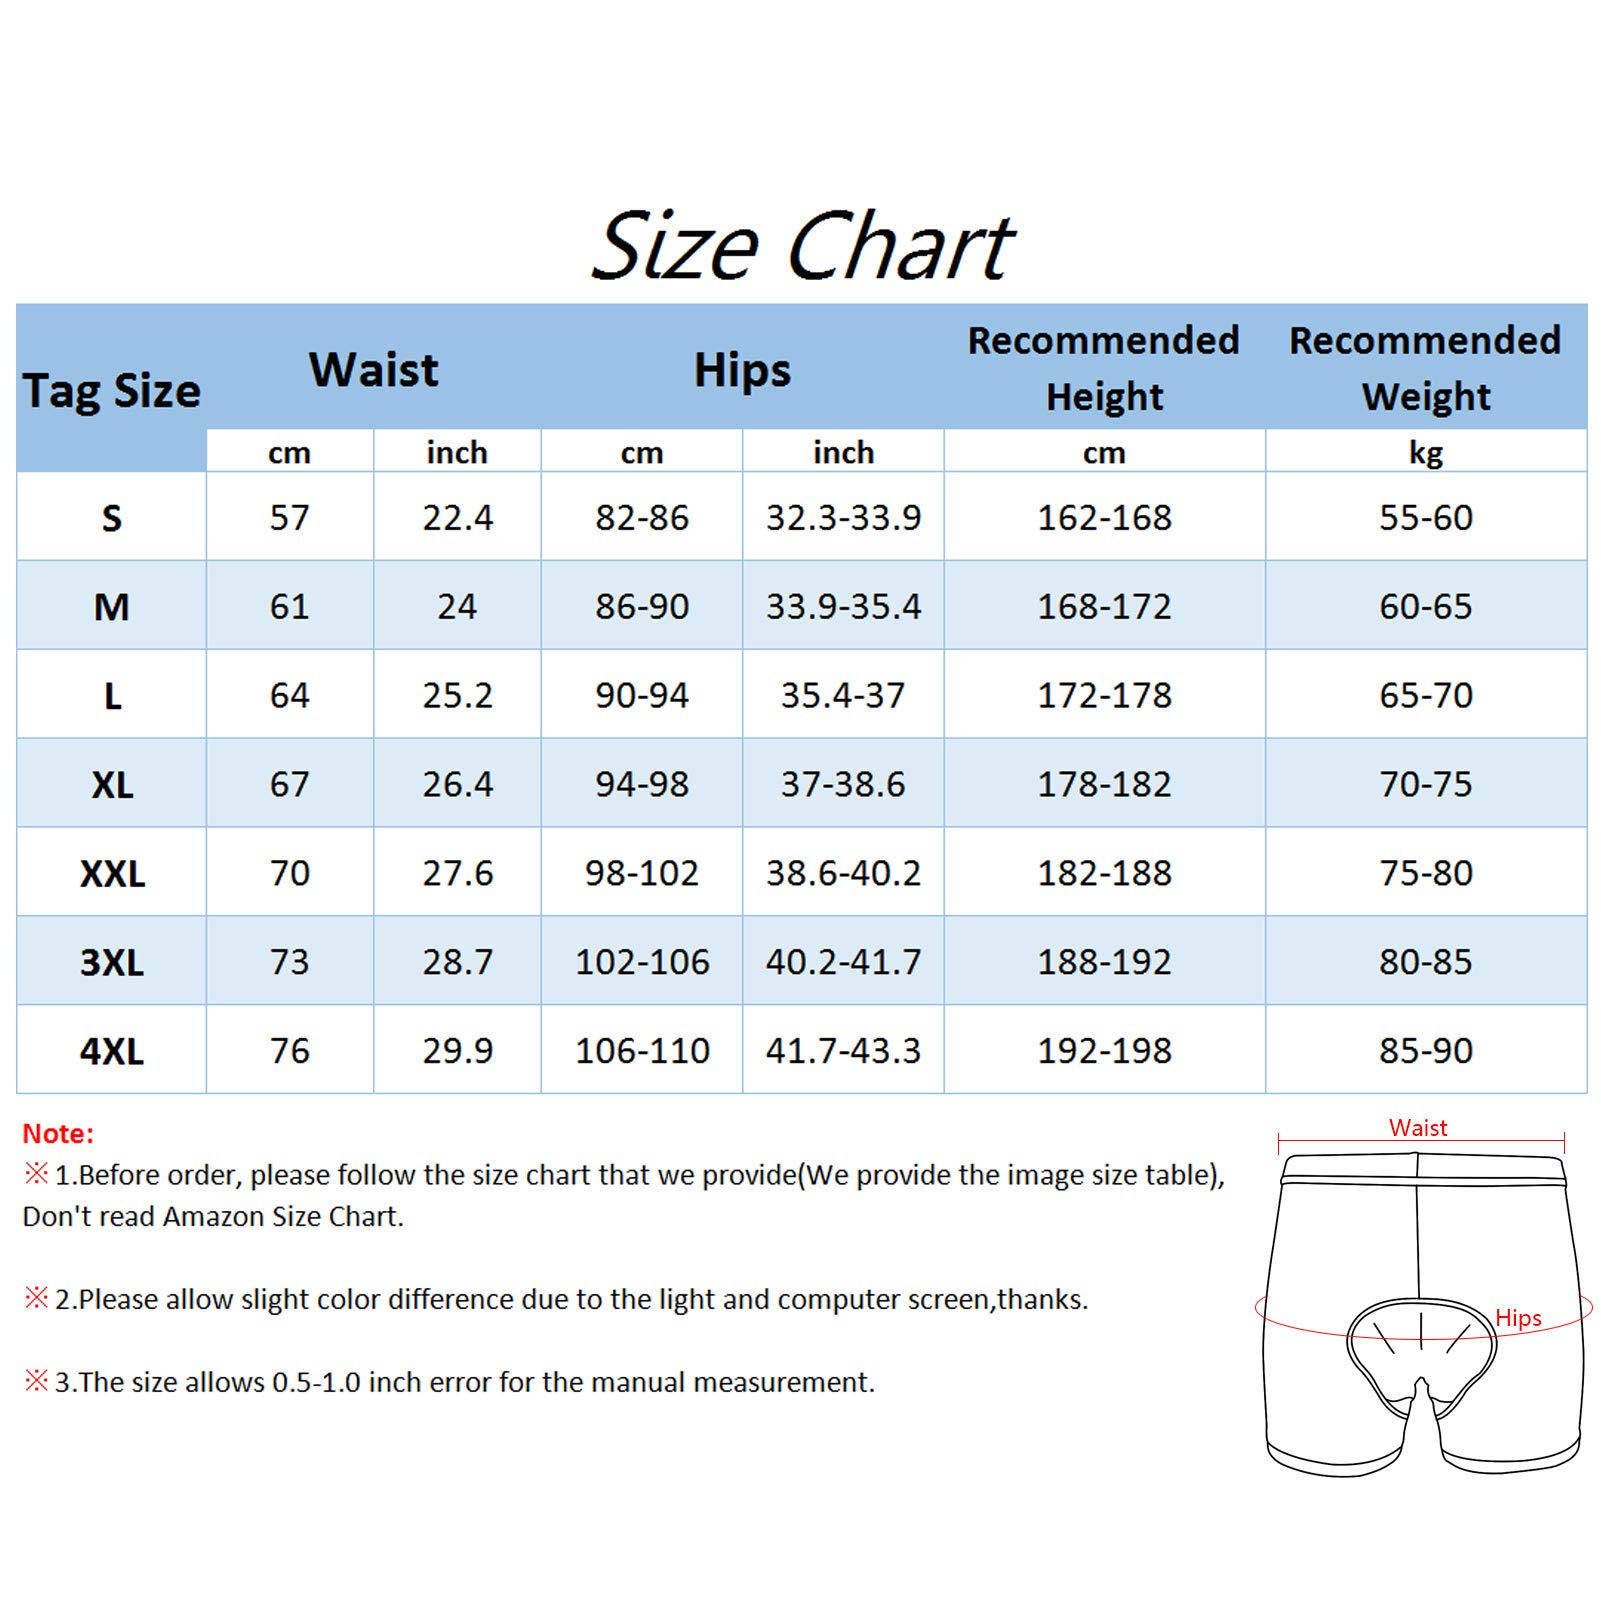 Size Chart
Tag Size Waist Hips Recommended Height Recommended Weight
cm inch cm inch cm kg
S 57 22.4 82-86 32.3-33.9 162-168 55-60
M 61 24 86-90 33.9-35.4 168-172 60-65
L 64 25.2 90-94 35.4-37 172-178 65-70
XL 67 26.4 94-98 37-38.6 178-182 70-75
XXL 70 27.6 98-102 38.6-40.2 182-188 75-80
3XL 73 28.7 102-106 40.2-41.7 188-192 80-85
4XL 76 29.9 106-110 41.7-43.3 192-198 85-90
Note:
※1.Before order, please follow the size chart that we provide(We provide the image size table),
Don't read Amazon Size Chart.
※2.Please allow slight color difference due to the light and computer screen,thanks.
※3.The size allows 0.5-1.0 inch error for the manual measurement.
Waist
Hips